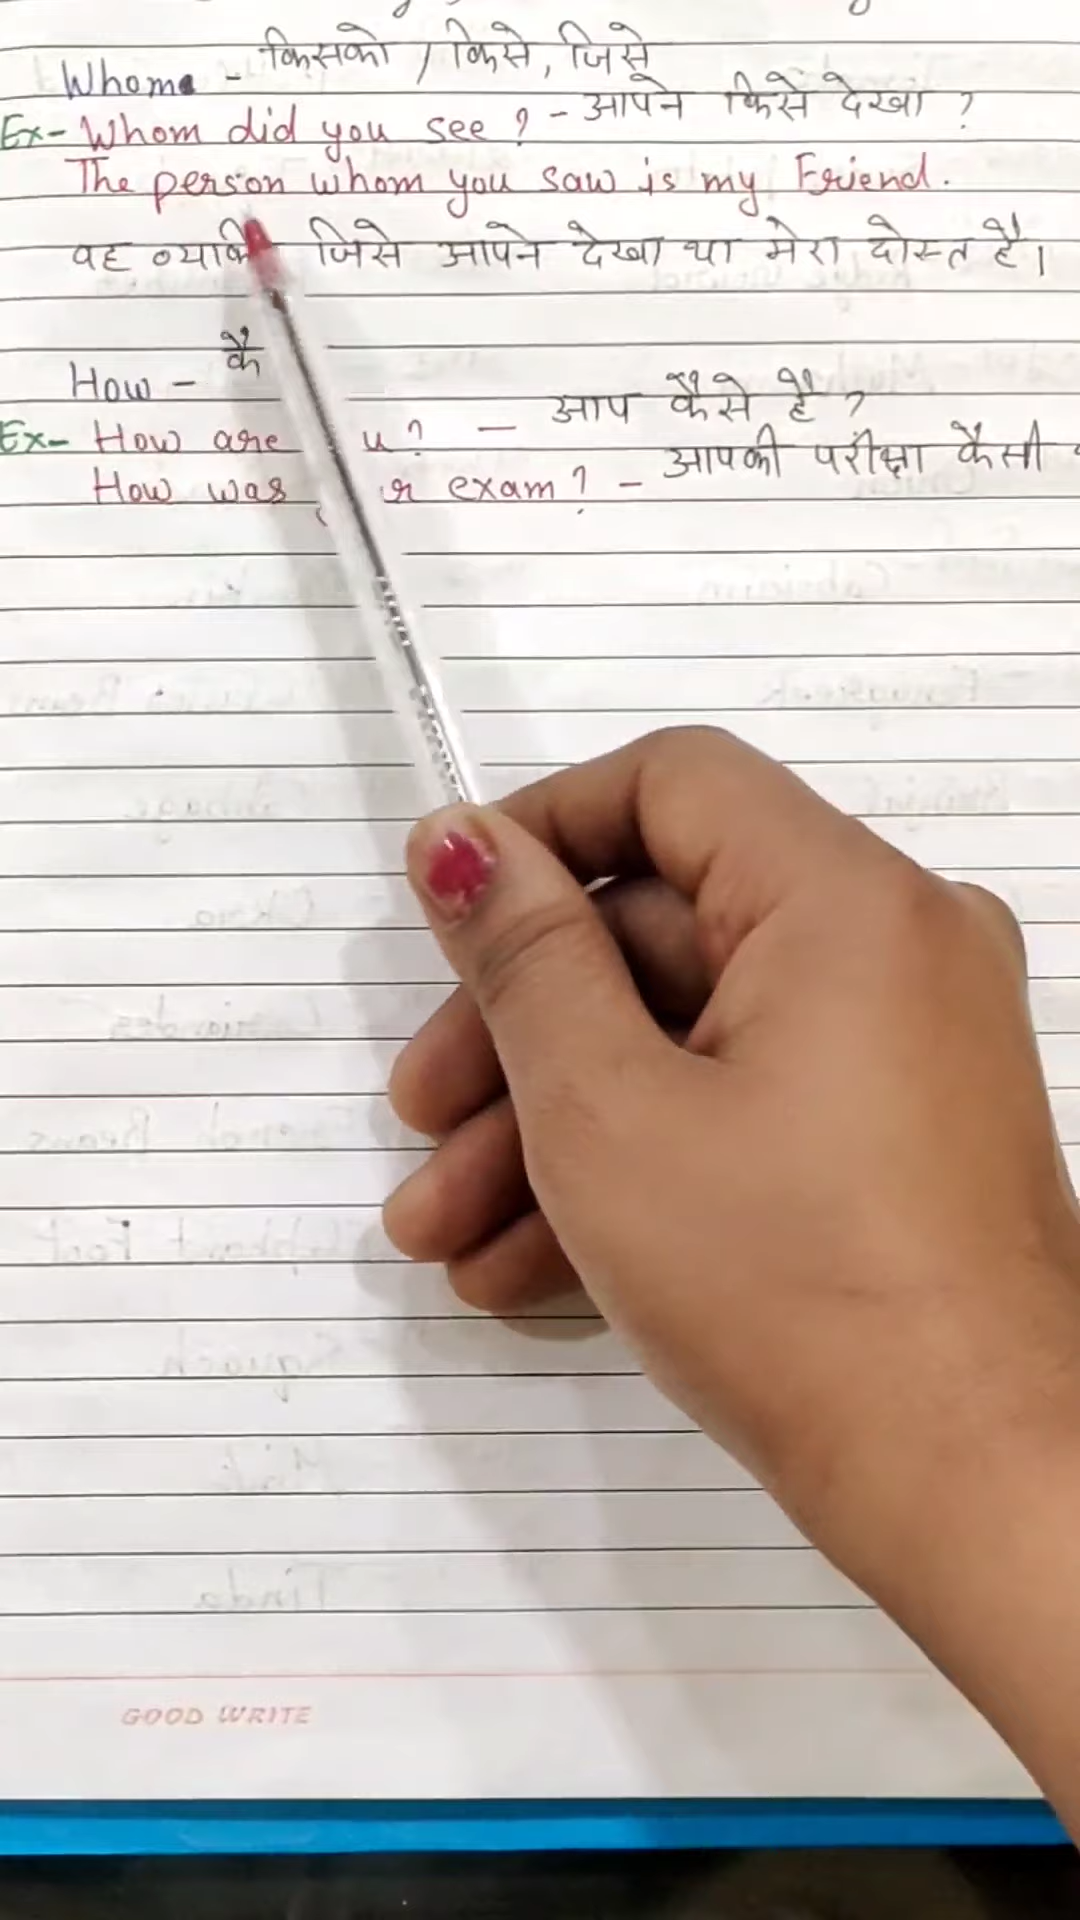 Whom - किसको / किसे, जिसे
Ex- Whom did you see ? - आपने किसे देखा ?
The person whom you saw is my Friend.
वह जिसे आपने देखा था मेरा दोस्त है।
How -
Ex- How are ? - आप कैसे है ?
How was exam ? - आपकी परीक्षा कैसी
GOOD WRITE